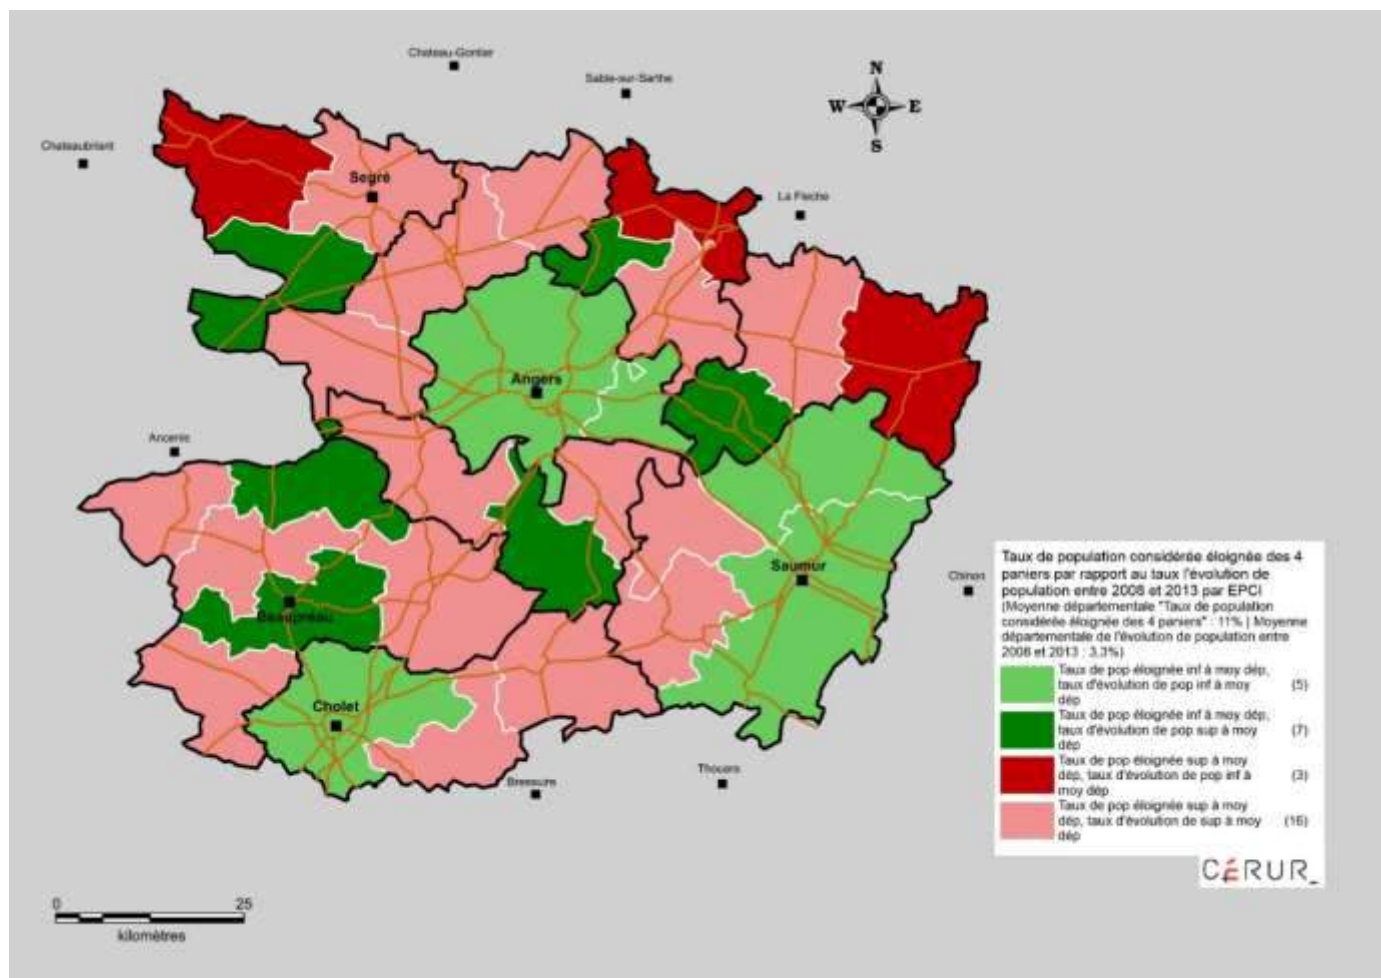 Chateau-Gontier
Sable-sur-Sarthe
N
W E
S
Chateaubriant
Segré
La Fleche
Angers
Ancenis
Saumur
Chinon
Beaupreau
Cholet
Thouars
Bressuire
Taux de population considérée éloignée des 4
paniers par rapport au taux l'évolution de
population entre 2008 et 2013 par EPCI
(Moyenne départementale "Taux de population
considérée éloignée des 4 paniers" : 11% | Moyenne
départementale de l'évolution de population entre
2008 et 2013 : 3,3%)
Taux de pop éloignée inf à moy dép,
taux d'évolution de pop inf à moy (5)
dép
Taux de pop éloignée inf à moy dép,
taux d'évolution de pop sup à moy (7)
dép
Taux de pop éloignée sup à moy
dép, taux d'évolution de pop inf à (3)
moy dép
Taux de pop éloignée sup à moy
dép, taux d'évolution de sup à moy (16)
dép
CÉRUR_
0 25
kilomètres